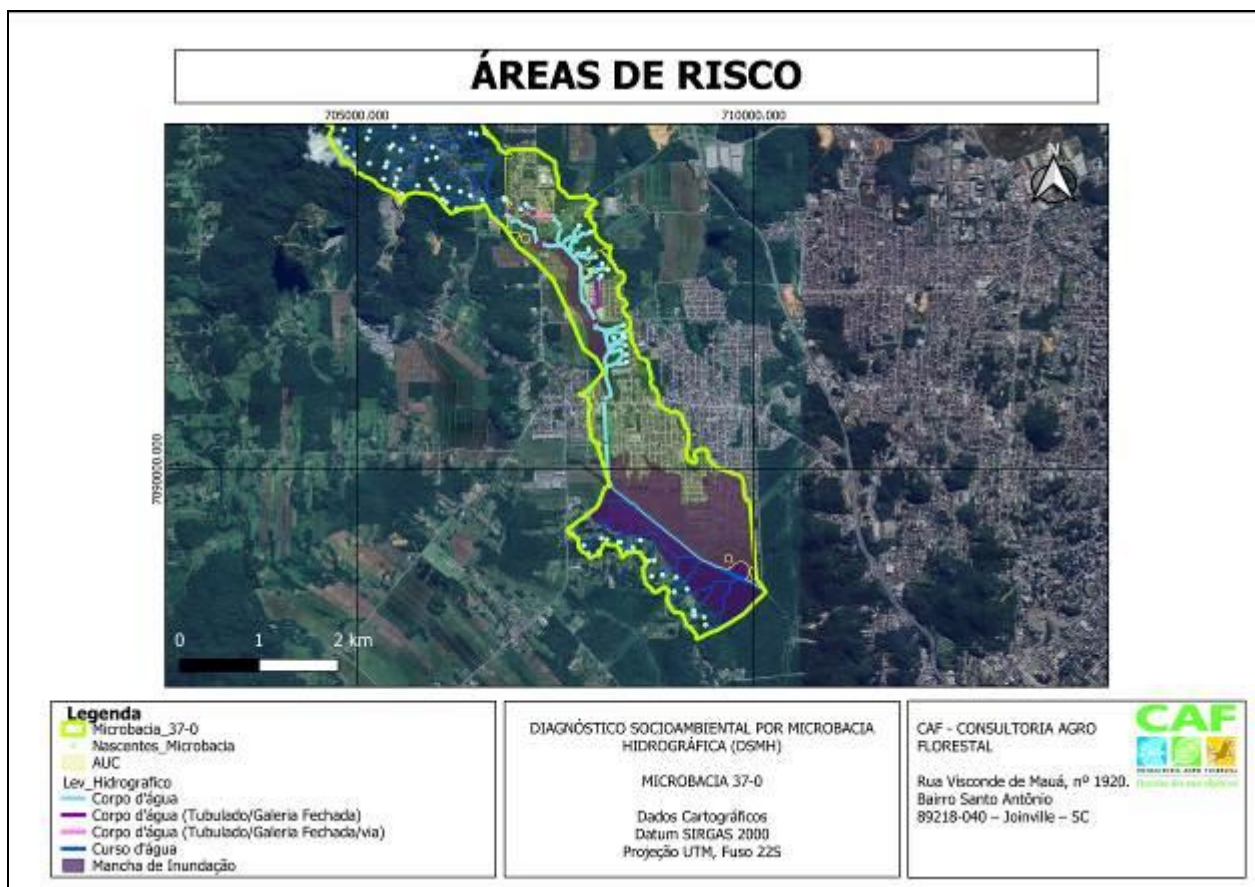 ÁREAS DE RISCO
705000.000
710000.000
N
7090000.000
0 1 2 km
Legenda
Microbacia_37-0
Nascentes_Microbacia
AUC
Lev_Hidrografico
Corpo d'água
Corpo d'água (Tubulado/Galeria Fechada)
Corpo d'água (Tubulado/Galeria Fechada/via)
Curso d'água
Mancha de Inundação
DIAGNÓSTICO SOCIOAMBIENTAL POR MICROBACIA
HIDROGRÁFICA (DSMH)
MICROBACIA 37-0
Dados Cartográficos
Datum SIRGAS 2000
Projeção UTM, Fuso 22S
CAF - CONSULTORIA AGRO
FLORESTAL
Rua Visconde de Mauá, nº 1920.
Bairro Santo Antônio
89218-040 – Joinville – SC
CAF